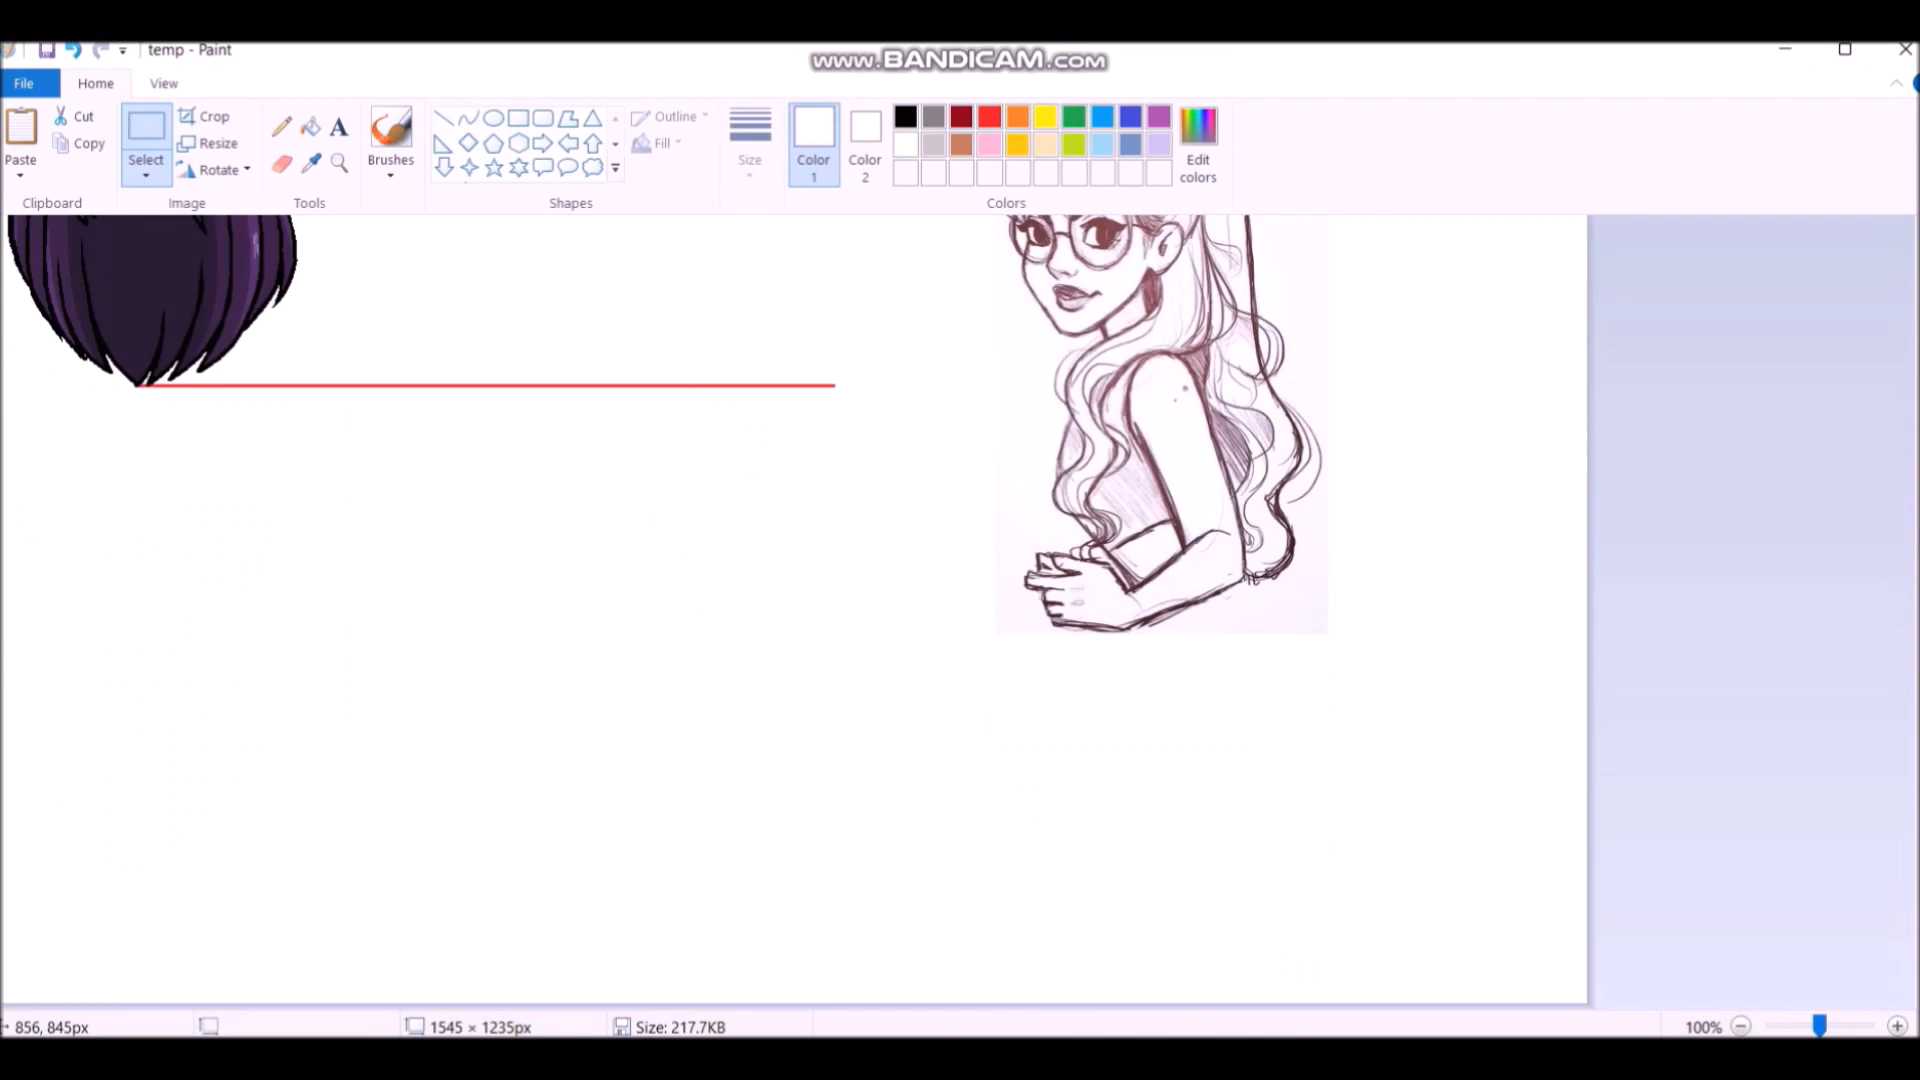 temp - Paint
www.BANDICAM.com
File Home View
Paste
Cut
Copy
Clipboard
Select
Crop
Resize
Rotate
Image
A
Tools
Brushes
Outline
Fill
Shapes
Size
Color 1
Color 2
Edit colors
Colors
856, 845px
1545 × 1235px
Size: 217.7KB
100%